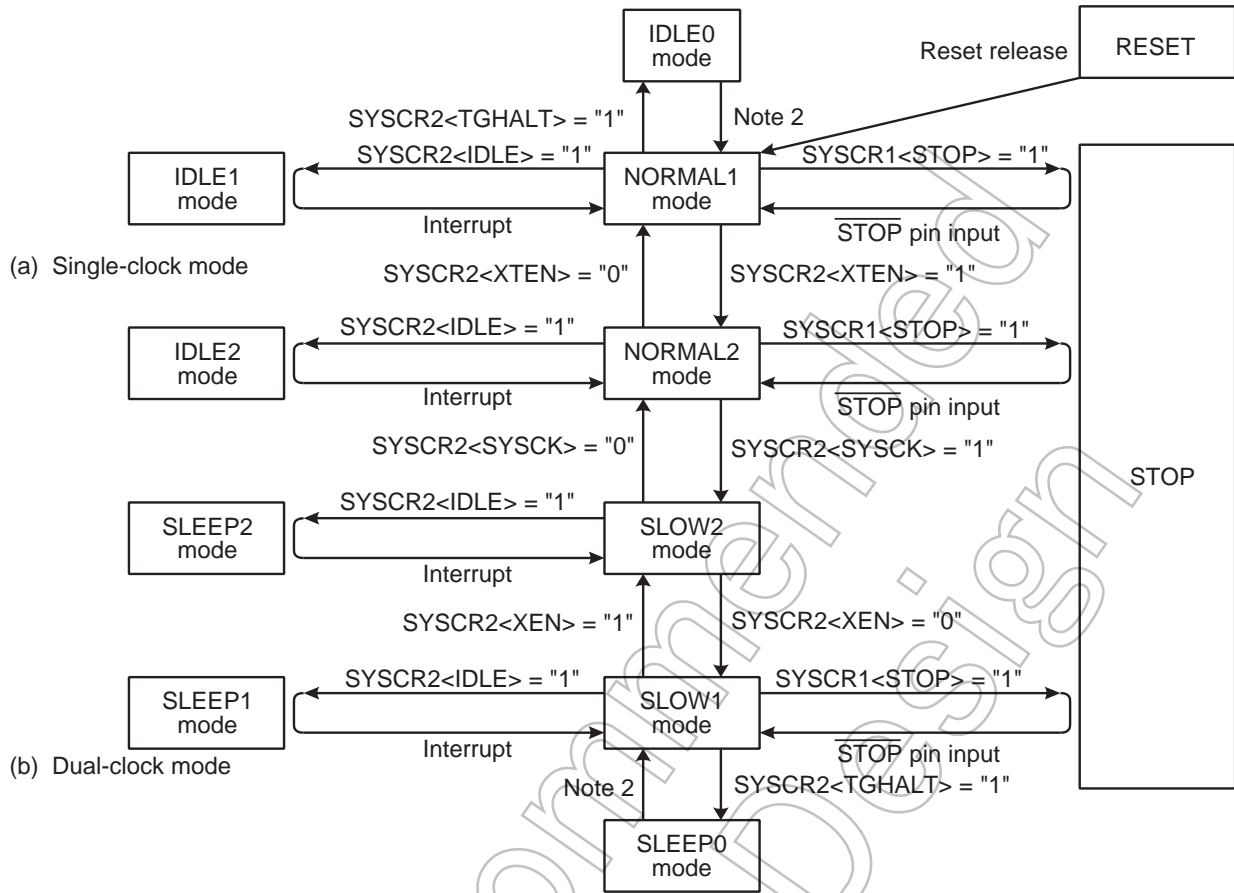 IDLE0
mode
Reset release
RESET
SYSCR2<TGHALT> = "1"
Note 2
SYSCR2<IDLE> = "1"
SYSCR1<STOP> = "1"
IDLE1
mode
NORMAL1
mode
Interrupt
STOP pin input
(a) Single-clock mode
SYSCR2<XTEN> = "0"
SYSCR2<XTEN> = "1"
SYSCR2<IDLE> = "1"
SYSCR1<STOP> = "1"
IDLE2
mode
NORMAL2
mode
Interrupt
STOP pin input
SYSCR2<SYSCK> = "0"
SYSCR2<SYSCK> = "1"
STOP
SYSCR2<IDLE> = "1"
SLEEP2
mode
SLOW2
mode
Interrupt
SYSCR2<XEN> = "1"
SYSCR2<XEN> = "0"
SYSCR2<IDLE> = "1"
SYSCR1<STOP> = "1"
SLEEP1
mode
SLOW1
mode
Interrupt
STOP pin input
(b) Dual-clock mode
Note 2
SYSCR2<TGHALT> = "1"
SLEEP0
mode
ommended
Design